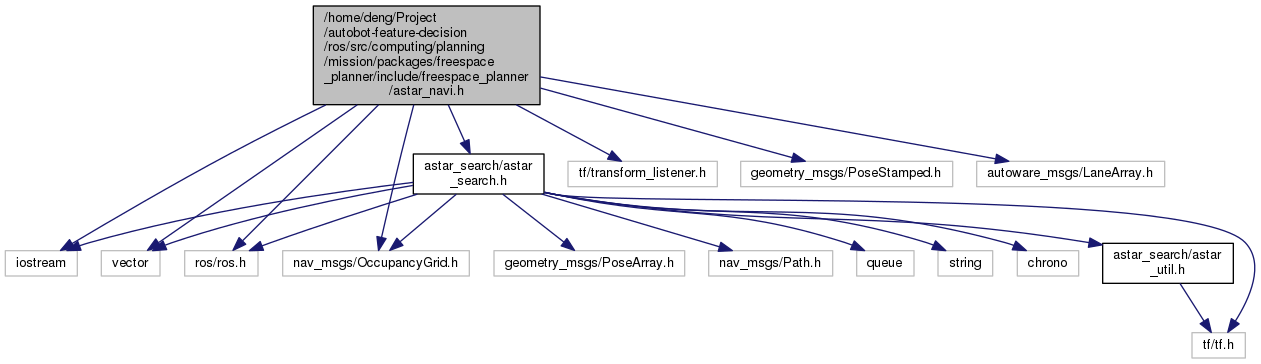 /home/deng/Project
/autobot-feature-decision
/ros/src/computing/planning
/mission/packages/freespace
_planner/include/freespace_planner
/astar_navi.h
astar_search/astar
_search.h
tf/transform_listener.h
geometry_msgs/PoseStamped.h
autoware_msgs/LaneArray.h
iostream
vector
ros/ros.h
nav_msgs/OccupancyGrid.h
geometry_msgs/PoseArray.h
nav_msgs/Path.h
queue
string
chrono
astar_search/astar
_util.h
tf/tf.h